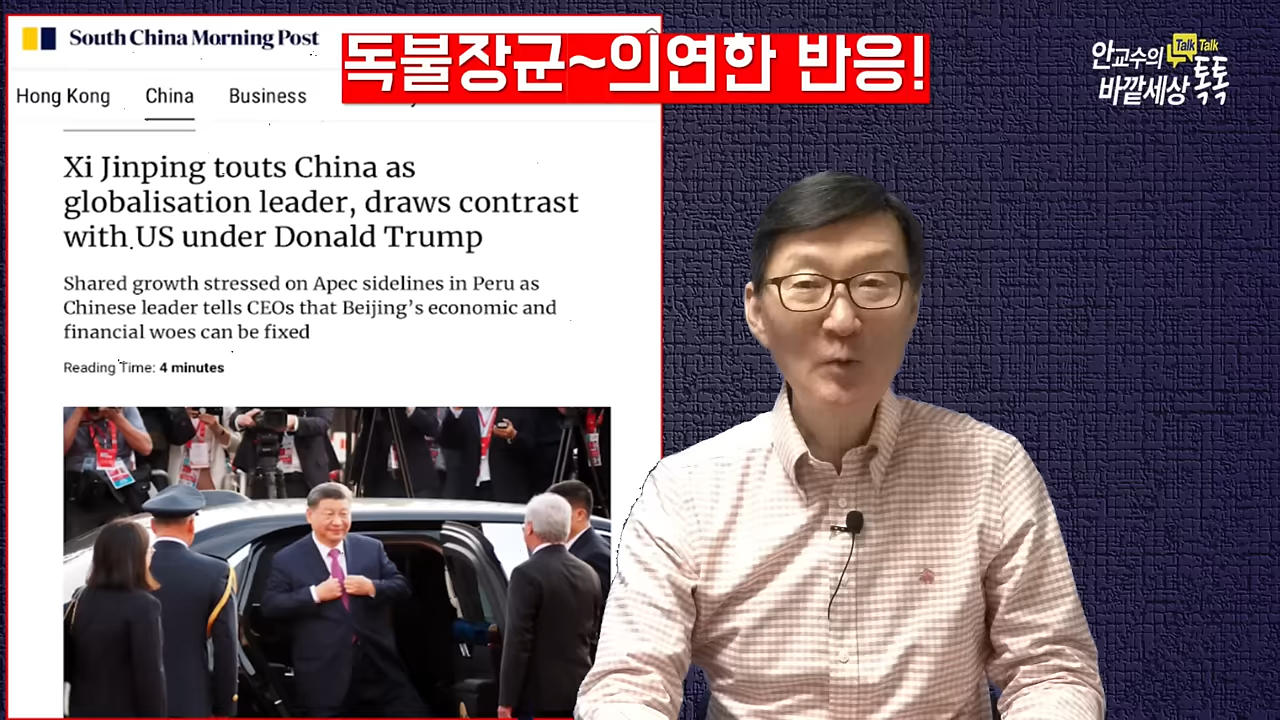 South China Morning Post
독불장군~의연한 반응!
안교수의
Talk Talk
바깥세상 톡톡
Hong Kong China Business
Xi Jinping touts China as
globalisation leader, draws contrast
with US under Donald Trump
Shared growth stressed on Apec sidelines in Peru as
Chinese leader tells CEOs that Beijing's economic and
financial woes can be fixed
Reading Time: 4 minutes